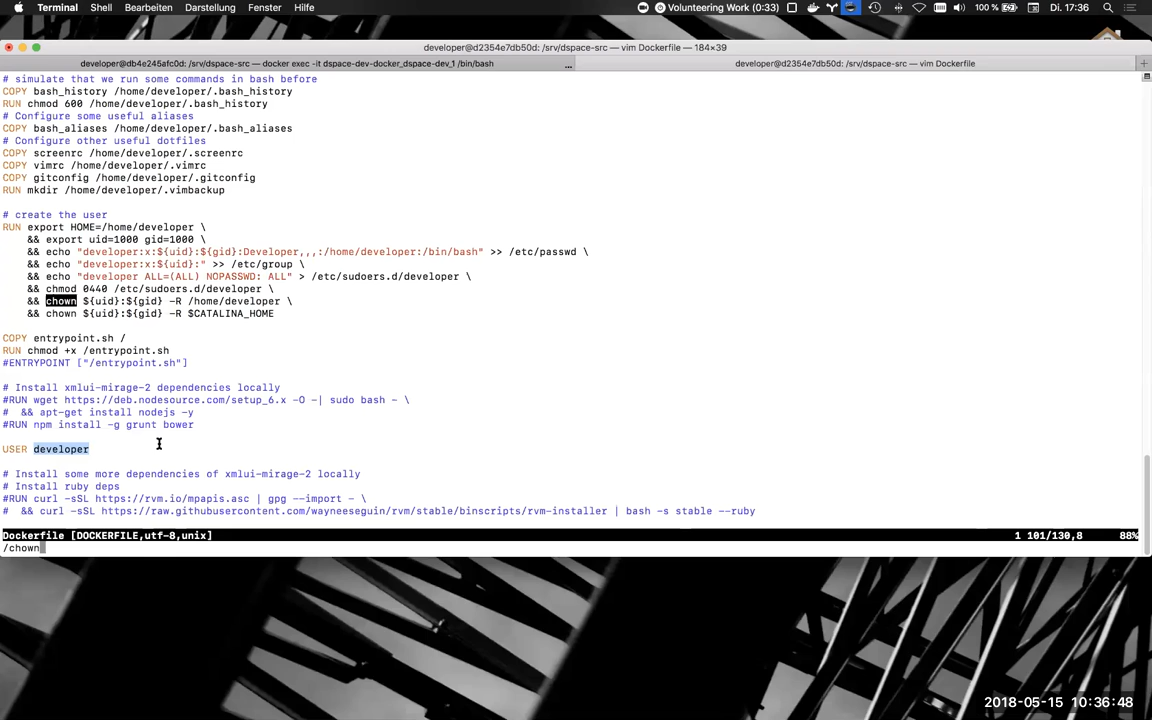 Terminal Shell Bearbeiten Darstellung Fenster Hilfe Volunteering Work (0:33) 100 % Di. 17:36
developer@d2354e7db50d: /srv/dspace-src — vim Dockerfile — 184×39
developer@db4e245afc0d: /srv/dspace-src — docker exec -it dspace-dev-docker_dspace-dev_1 /bin/bash ... developer@d2354e7db50d: /srv/dspace-src — vim Dockerfile +
# simulate that we run some commands in bash before
COPY bash_history /home/developer/.bash_history
RUN chmod 600 /home/developer/.bash_history
# Configure some useful aliases
COPY bash_aliases /home/developer/.bash_aliases
# Configure other useful dotfiles
COPY screenrc /home/developer/.screenrc
COPY vimrc /home/developer/.vimrc
COPY gitconfig /home/developer/.gitconfig
RUN mkdir /home/developer/.vimbackup
# create the user
RUN export HOME=/home/developer \
&& export uid=1000 gid=1000 \
&& echo "developer:x:${uid}:${gid}:Developer,,,:/home/developer:/bin/bash" >> /etc/passwd \
&& echo "developer:x:${uid}:" >> /etc/group \
&& echo "developer ALL=(ALL) NOPASSWD: ALL" > /etc/sudoers.d/developer \
&& chmod 0440 /etc/sudoers.d/developer \
&& chown ${uid}:${gid} -R /home/developer \
&& chown ${uid}:${gid} -R $CATALINA_HOME
COPY entrypoint.sh /
RUN chmod +x /entrypoint.sh
#ENTRYPOINT ["/entrypoint.sh"]
# Install xmlui-mirage-2 dependencies locally
#RUN wget https://deb.nodesource.com/setup_6.x -O -| sudo bash - \
#  && apt-get install nodejs -y
#RUN npm install -g grunt bower
USER developer
# Install some more dependencies of xmlui-mirage-2 locally
# Install ruby deps
#RUN curl -sSL https://rvm.io/mpapis.asc | gpg --import - \
#  && curl -sSL https://raw.githubusercontent.com/wayneeseguin/rvm/stable/binscripts/rvm-installer | bash -s stable --ruby
Dockerfile [DOCKERFILE,utf-8,unix] 1 101/130,8 88%
/chown
2018-05-15 10:36:48